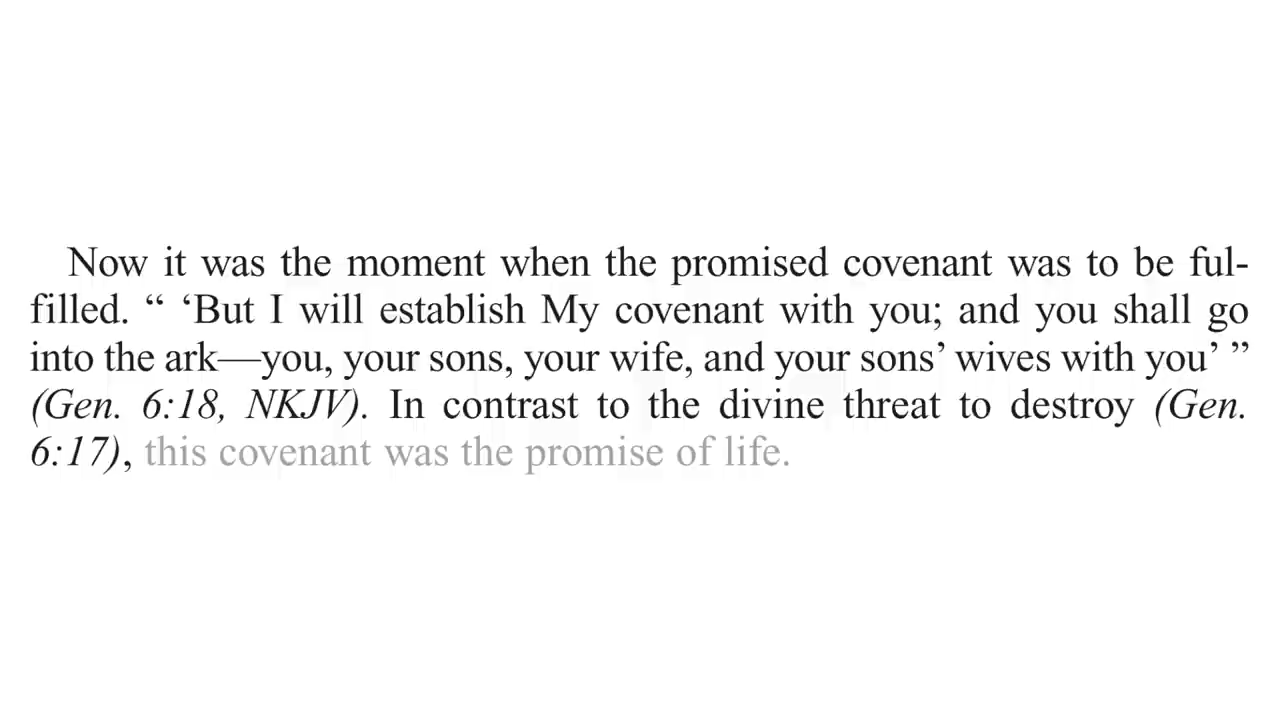 Now it was the moment when the promised covenant was to be ful-
filled. “ ‘But I will establish My covenant with you; and you shall go
into the ark—you, your sons, your wife, and your sons’ wives with you’ ”
(Gen. 6:18, NKJV). In contrast to the divine threat to destroy (Gen.
6:17), this covenant was the promise of life.